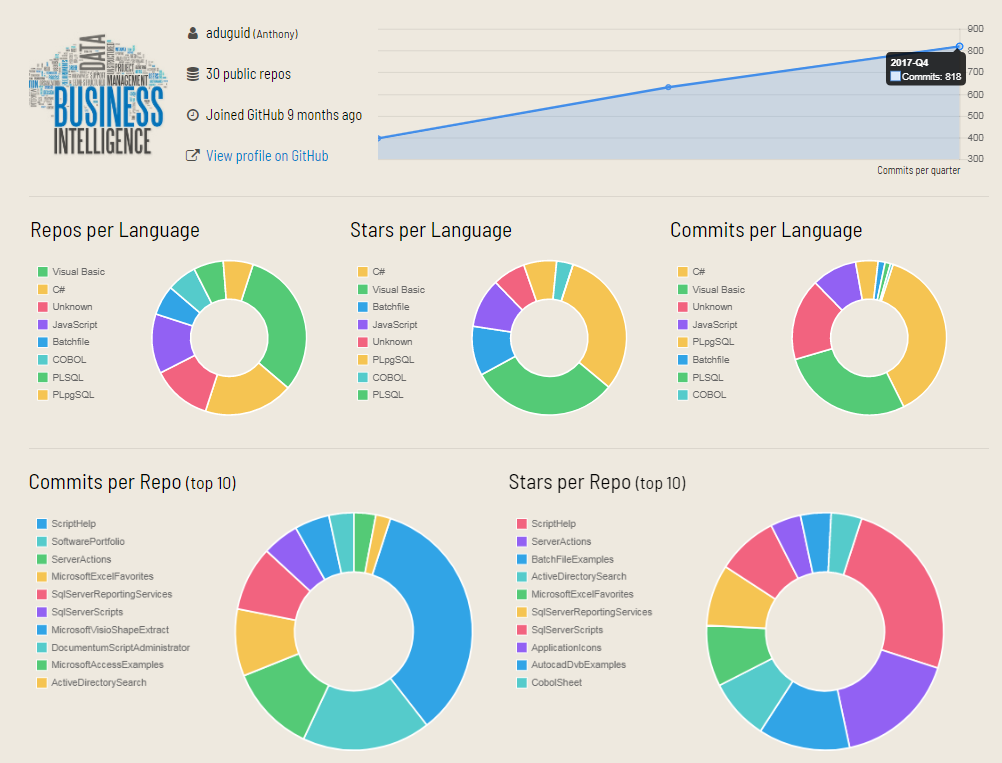 DATA
PROJECT
MANAGEMENT
BUSINESS
INTELLIGENCE
aduguid (Anthony)
30 public repos
Joined GitHub 9 months ago
View profile on GitHub
900
800
700
600
500
400
300
2017-Q4
Commits: 818
Commits per quarter
Repos per Language
Visual Basic
C#
Unknown
JavaScript
Batchfile
COBOL
PLSQL
PLpgSQL
Stars per Language
C#
Visual Basic
Batchfile
JavaScript
Unknown
PLpgSQL
COBOL
PLSQL
Commits per Language
C#
Visual Basic
Unknown
JavaScript
PLpgSQL
Batchfile
PLSQL
COBOL
Commits per Repo (top 10)
ScriptHelp
SoftwarePortfolio
ServerActions
MicrosoftExcelFavorites
SqlServerReportingServices
SqlServerScripts
MicrosoftVisioShapeExtract
DocumentumScriptAdministrator
MicrosoftAccessExamples
ActiveDirectorySearch
Stars per Repo (top 10)
ScriptHelp
ServerActions
BatchFileExamples
ActiveDirectorySearch
MicrosoftExcelFavorites
SqlServerReportingServices
SqlServerScripts
ApplicationIcons
AutocadDvbExamples
CobolSheet